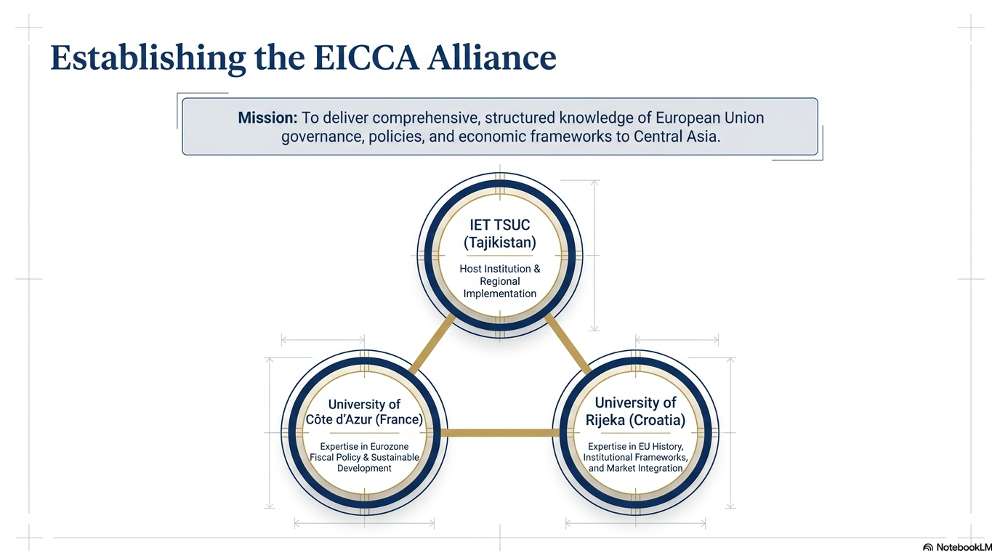 Establishing the EICCA Alliance
Mission: To deliver comprehensive, structured knowledge of European Union
governance, policies, and economic frameworks to Central Asia.
IET TSUC
(Tajikistan)
Host Institution &
Regional
Implementation
University of
Côte d’Azur (France)
Expertise in Eurozone
Fiscal Policy & Sustainable
Development
University of
Rijeka (Croatia)
Expertise in EU History,
Institutional Frameworks,
and Market Integration
NotebookLM